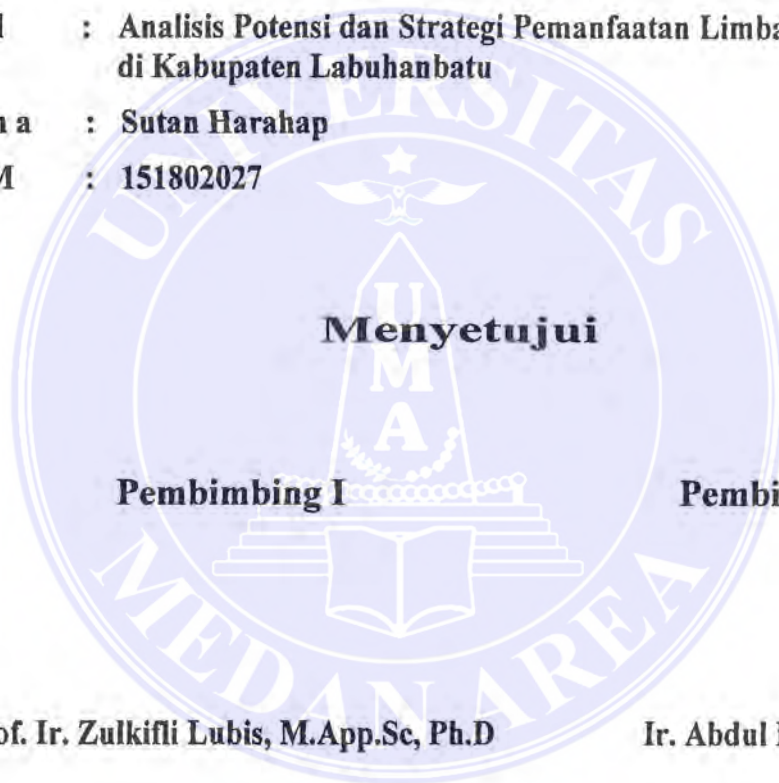 : Analisis Potensi dan Strategi Pemanfaatan
di Kabupaten Labuhanbatu
a : Sutan Harahap
: 151802027
Menyetujui
Pembimbing I
Ir. Zulkifli Lubis, M.App.Sc, Ph.D Ir. Abdul
UNIVERSITAS
UMA
MEDAN AREA